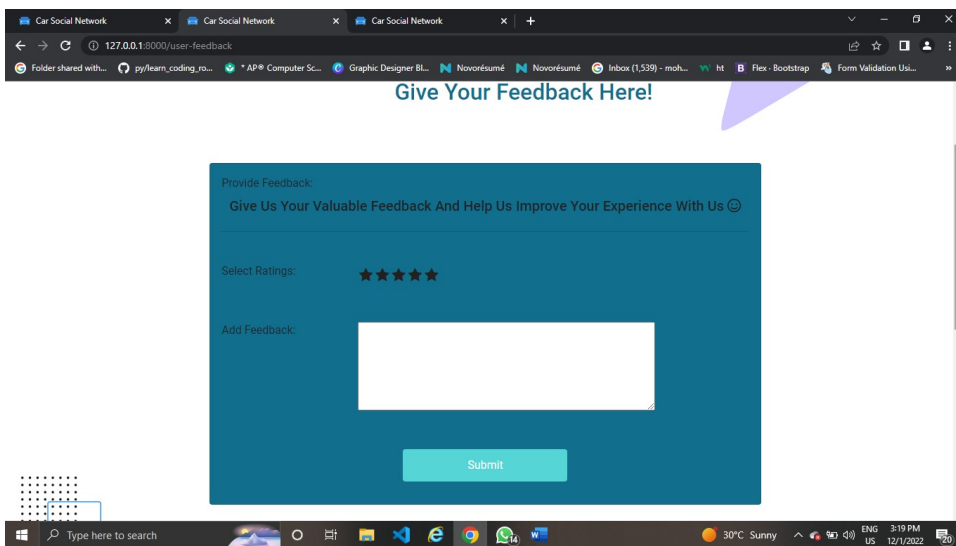 Car Social Network
Car Social Network
Car Social Network
127.0.0.1:8000/user-feedback
Folder shared with...
py/learn_coding_ro...
* AP® Computer Sc...
Graphic Designer Bl...
Novorésumé
Novorésumé
Inbox (1,539) - moh...
ht
Flex · Bootstrap
Form Validation Usi...
»
Give Your Feedback Here!
Provide Feedback:
Give Us Your Valuable Feedback And Help Us Improve Your Experience With Us
Select Ratings:
Add Feedback:
Submit
Type here to search
14
30°C Sunny
ENG
US
3:19 PM
12/1/2022
20